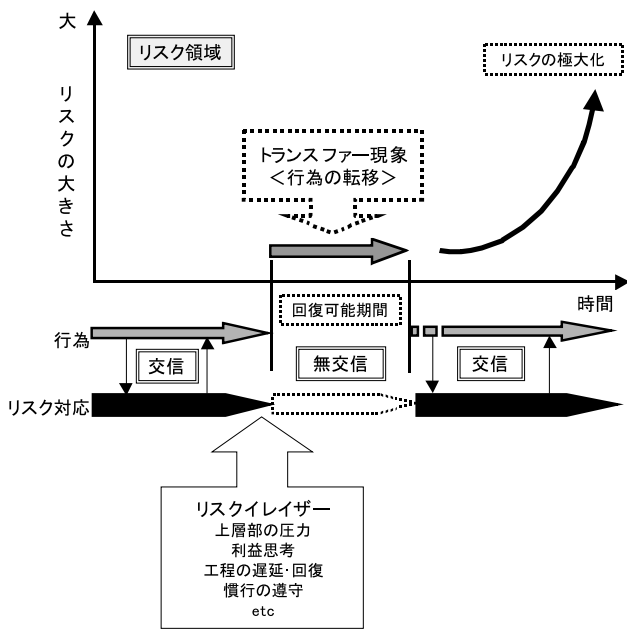 大
リスク領域
リスクの極大化
リスクの大きさ
トランスファー現象
＜行為の転移＞
時間
回復可能期間
行為
交信
無交信
交信
リスク対応
リスクイレイザー
上層部の圧力
利益思考
工程の遅延・回復
慣行の遵守
etc